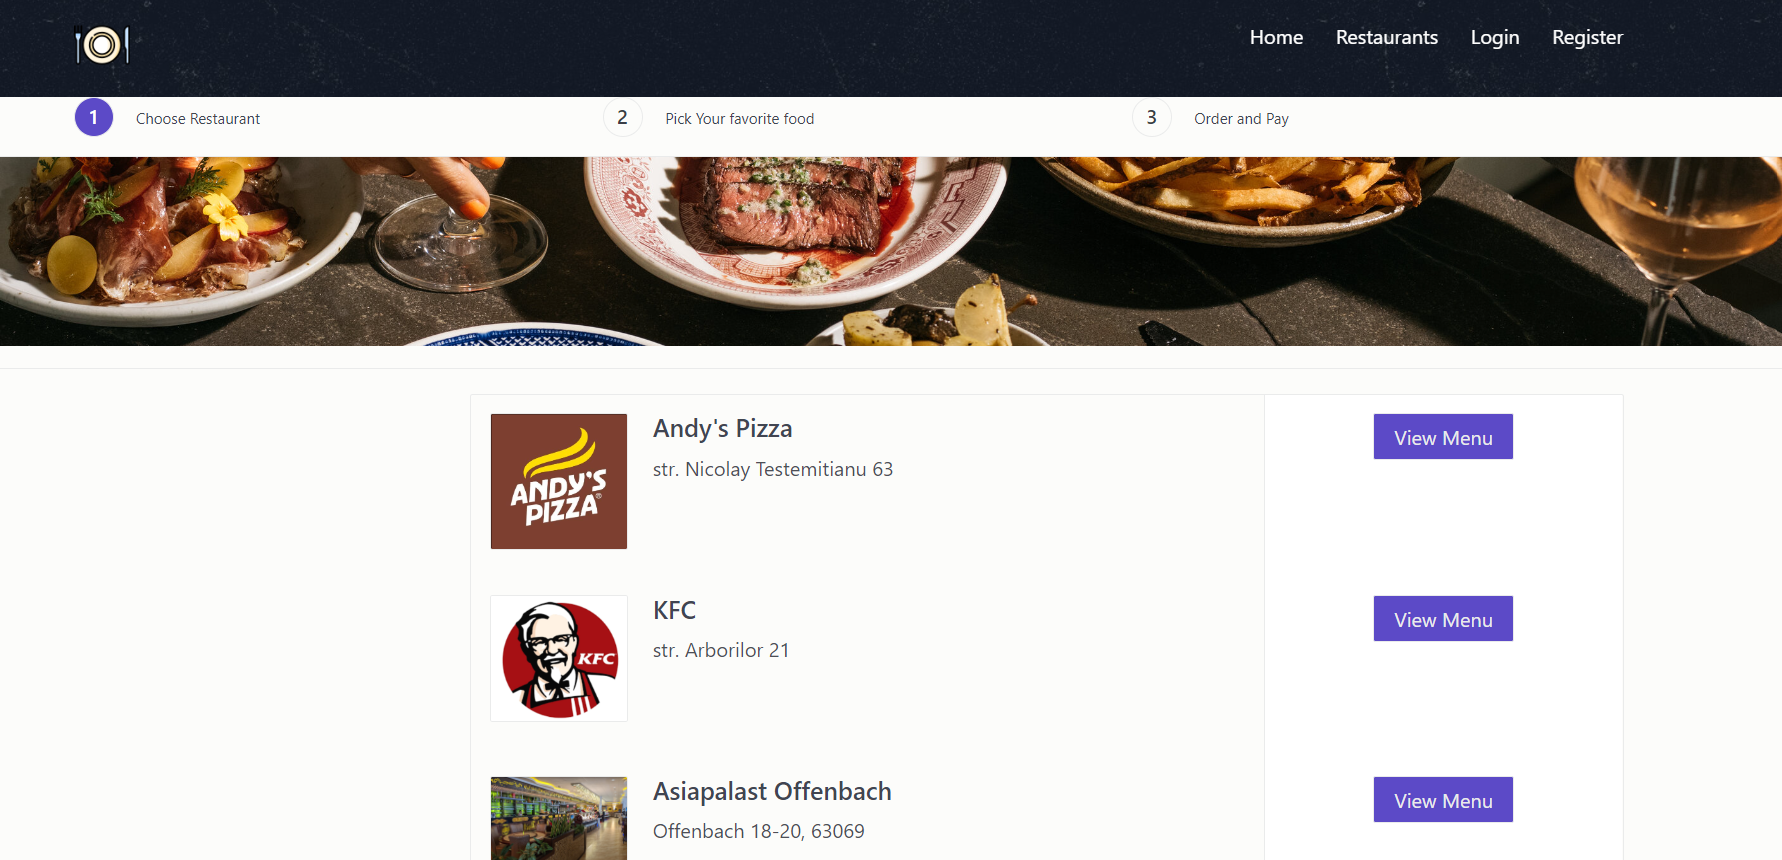 Home Restaurants Login Register
1 Choose Restaurant 2 Pick Your favorite food 3 Order and Pay
ANDY'S
PIZZA®
Andy's Pizza
View Menu
str. Nicolay Testemitianu 63
KFC
KFC
View Menu
str. Arborilor 21
Asiapalast Offenbach
View Menu
Offenbach 18-20, 63069